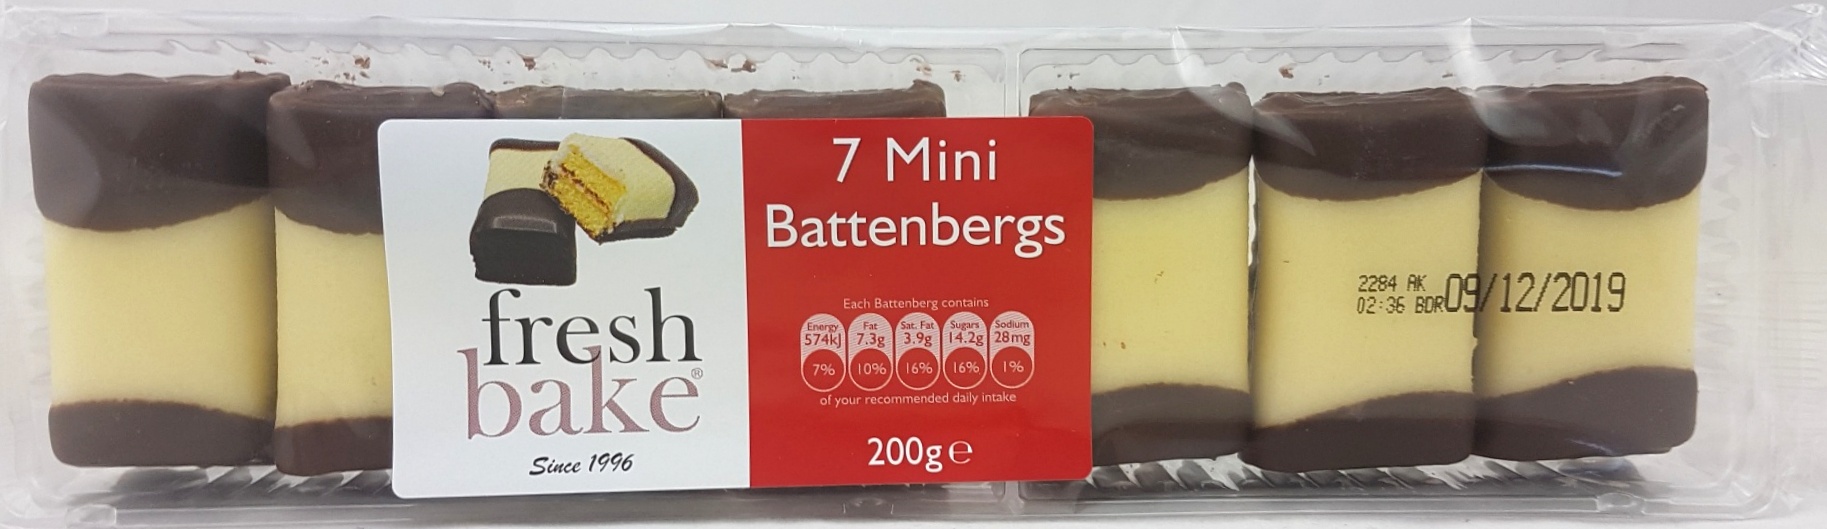 fresh
bake®
Since 1996
7 Mini
Battenbergs
Each Battenberg contains
Energy Fat Sat. Fat Sugars Sodium
574kJ 7.3g 3.9g 14.2g 28mg
7% 10% 16% 16% 1%
of your recommended daily intake
200g e
2284 AK
02:36 BDR 09/12/2019